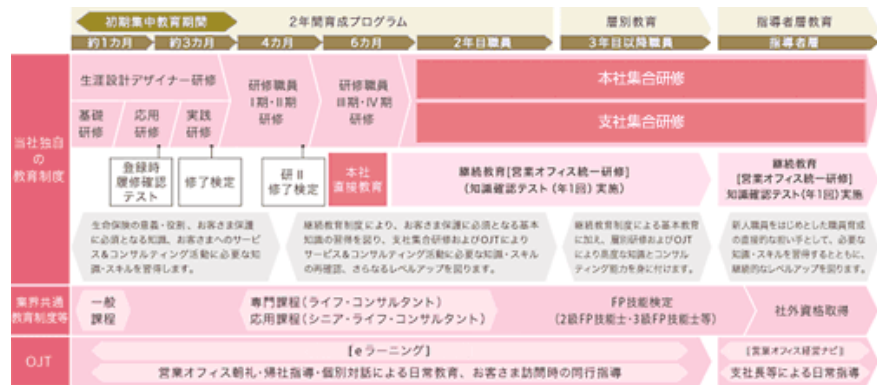 初期集中教育期間
2年間育成プログラム
層別教育
指導者層教育
約1カ月
約3カ月
4カ月
6カ月
2年目職員
3年目以降職員
指導者層
当社独自
の
教育制度
生涯設計デザイナー研修
基礎
研修
応用
研修
実践
研修
研修職員
Ⅰ期・Ⅱ期
研修
研修職員
Ⅲ期・Ⅳ期
研修
本社集合研修
支社集合研修
登録時
履修確認
テスト
修了検定
研Ⅱ
修了検定
本社
直接教育
継続教育[営業オフィス統一研修]
(知識確認テスト(年1回)実施)
継続教育
[営業オフィス統一研修]
知識確認テスト(年1回)実施
生命保険の意義・役割、お客さま保護
に必須となる知識、お客さまへのサービ
ス&コンサルティング活動に必要な知
識・スキルを習得します。
継続教育制度により、お客さま保護に必須となる基本
知識の習得を図り、支社集合研修およびOJTにより
サービス&コンサルティング活動に必要な知識・スキル
の再確認、さらなるレベルアップを図ります。
継続教育制度による基本教育
に加え、層別研修およびOJT
により高度な知識とコンサル
ティング能力を身に付けます。
新人職員をはじめとした職員育成
の直接的な担い手として、必要な
知識・スキルを習得するとともに、
継続的なレベルアップを図ります。
業界共通
教育制度等
一般
課程
専門課程(ライフ・コンサルタント)
応用課程(シニア・ライフ・コンサルタント)
FP技能検定
(2級FP技能士・3級FP技能士等)
社外資格取得
OJT
[eラーニング]
営業オフィス朝礼・帰社指導・個別対話による日常教育、お客さま訪問時の同行指導
[営業オフィス経営ナビ]
支社長等による日常指導